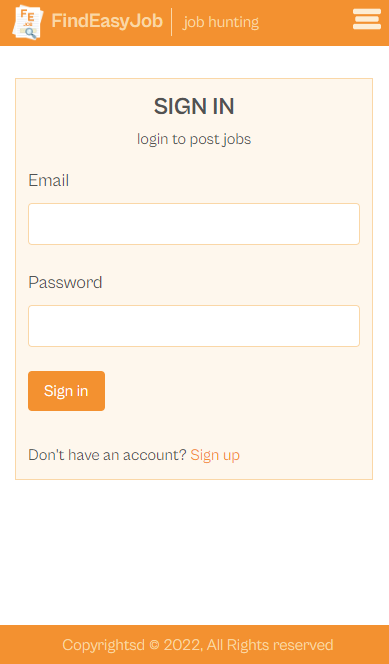 FE
JOB
FindEasyJob
job hunting
SIGN IN
login to post jobs
Email
Password
Sign in
Don't have an account? Sign up
Copyrightsd © 2022, All Rights reserved